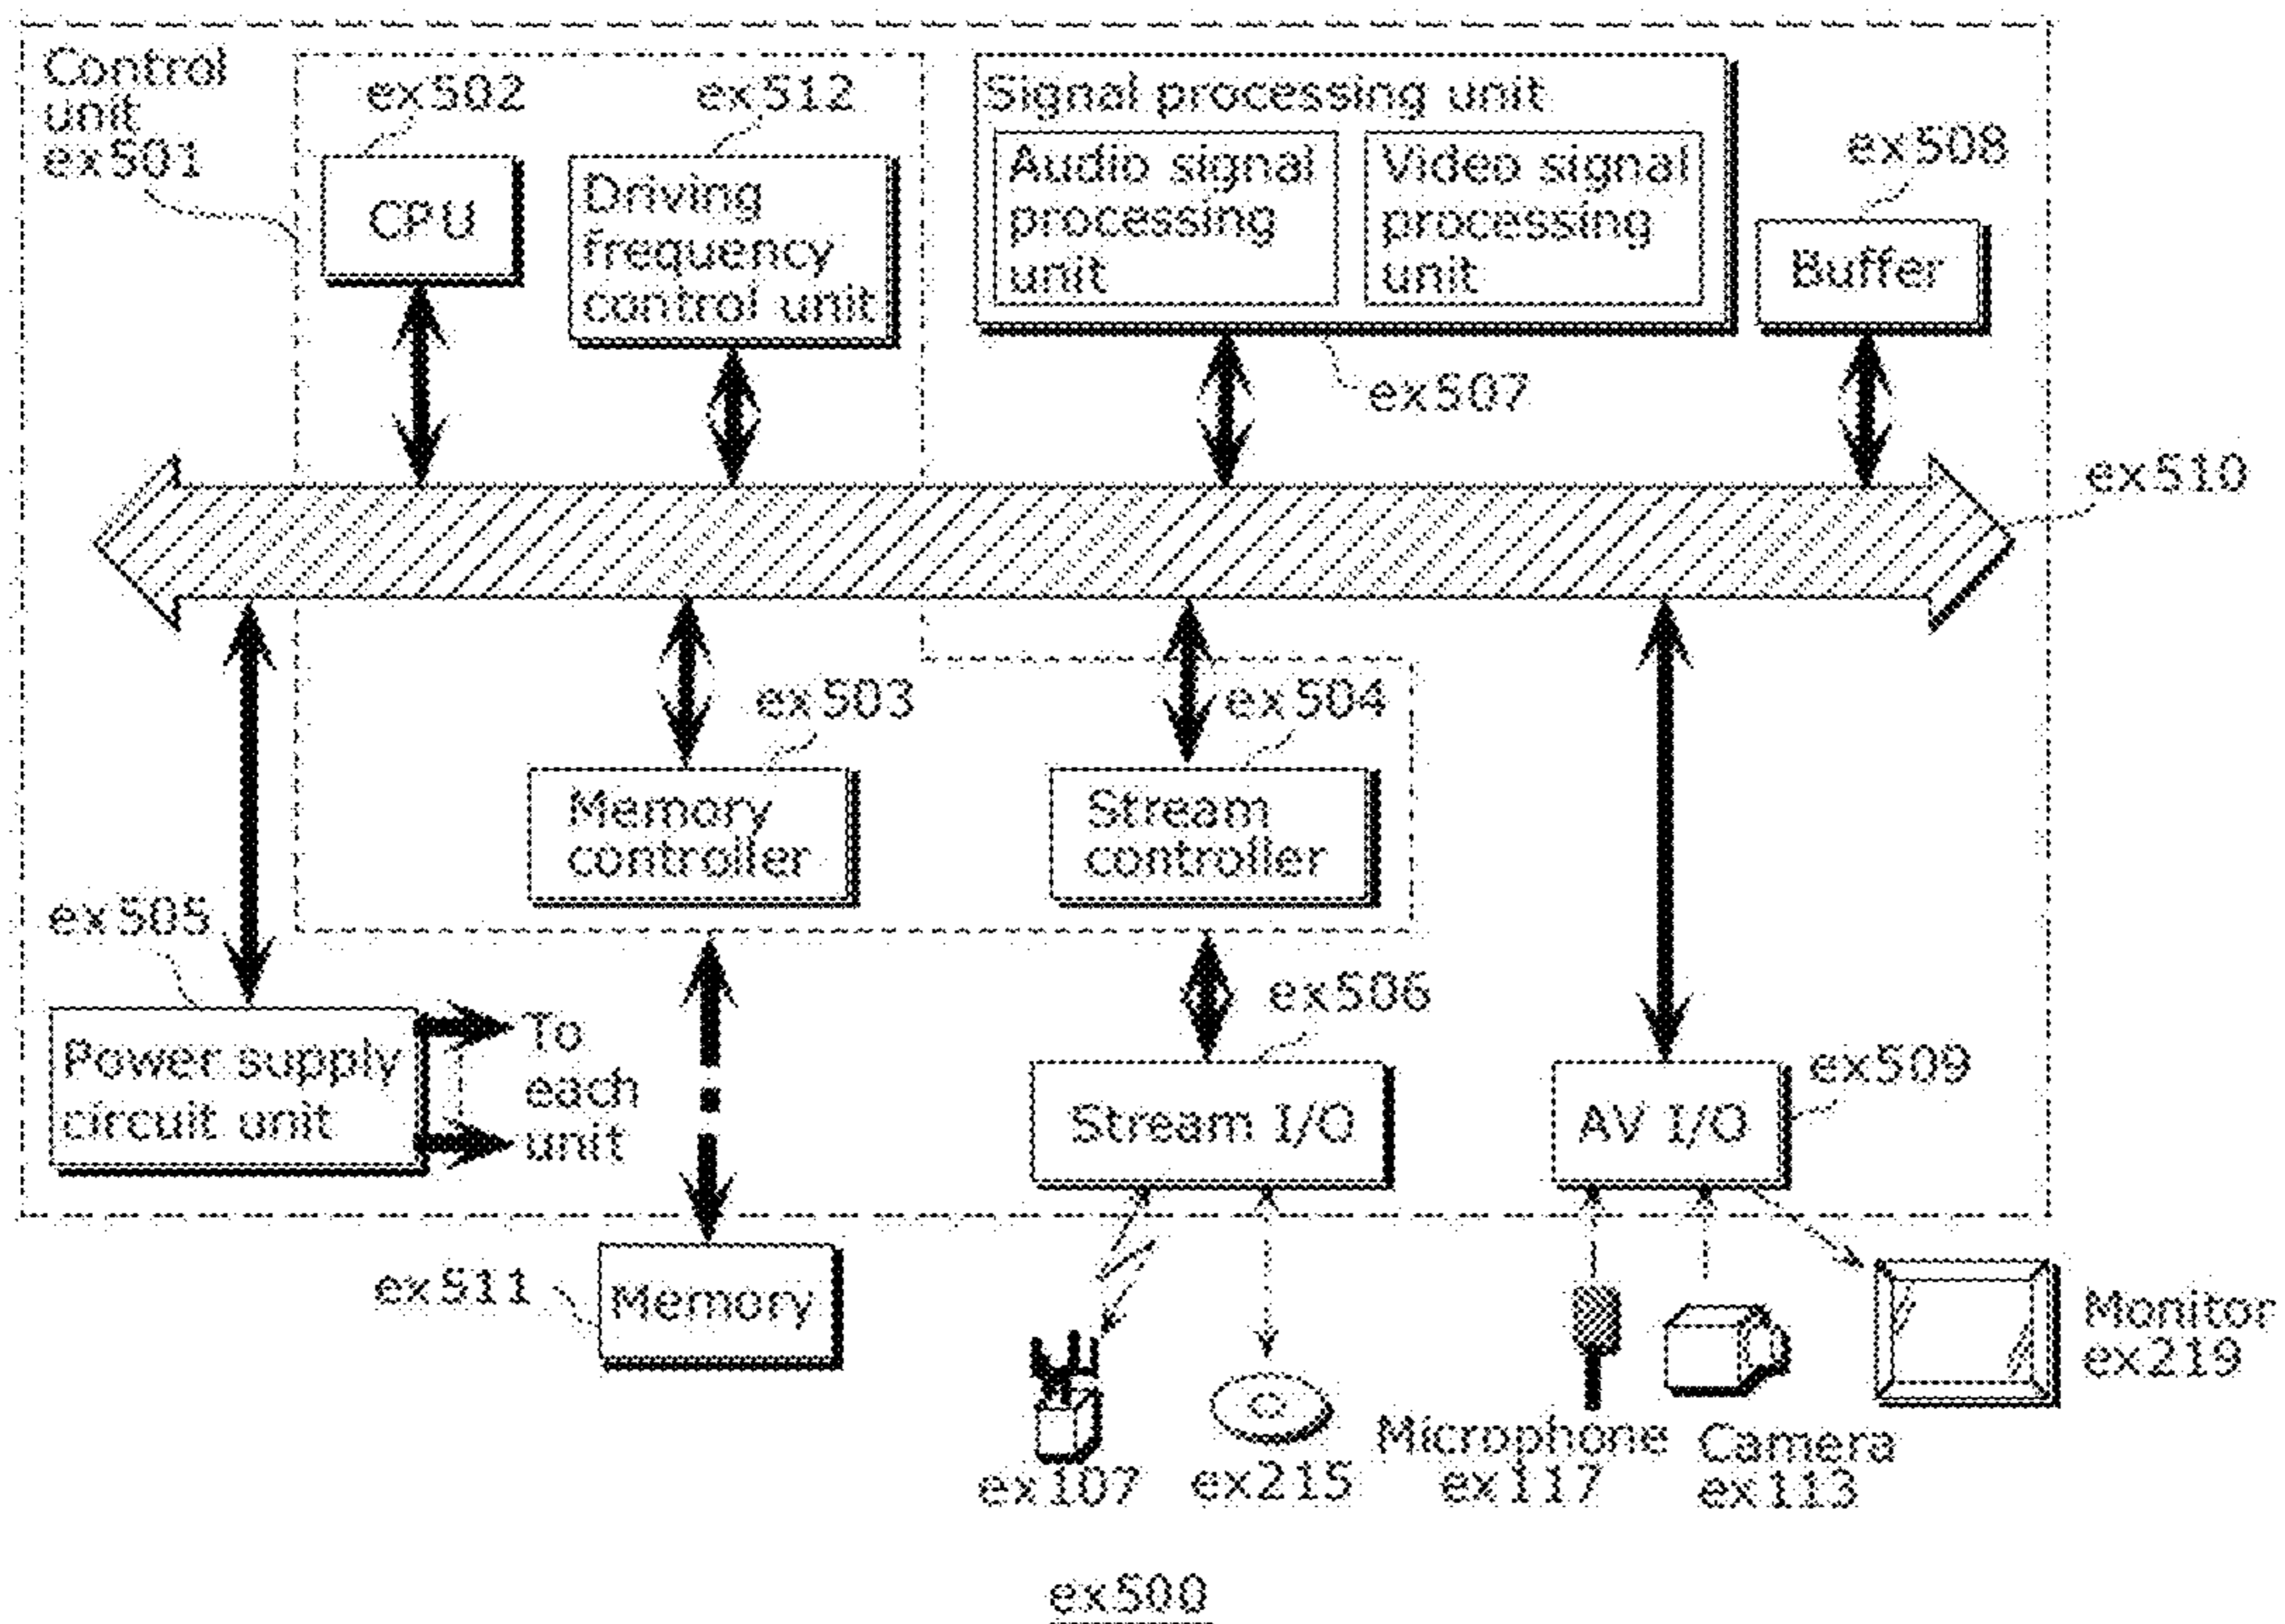 Control
unit
ex501
ex502
ex512
CPU
Driving
frequency
control unit
Signal processing unit
Audio signal
processing
unit
Video signal
processing
unit
ex508
Buffer
ex507
ex510
ex503
ex504
Memory
controller
Stream
controller
ex505
Power supply
circuit unit
To
each
unit
ex506
Stream I/O
ex509
AV I/O
ex511
Memory
Monitor
ex219
ex107
ex215
Microphone
ex117
Camera
ex113
ex500